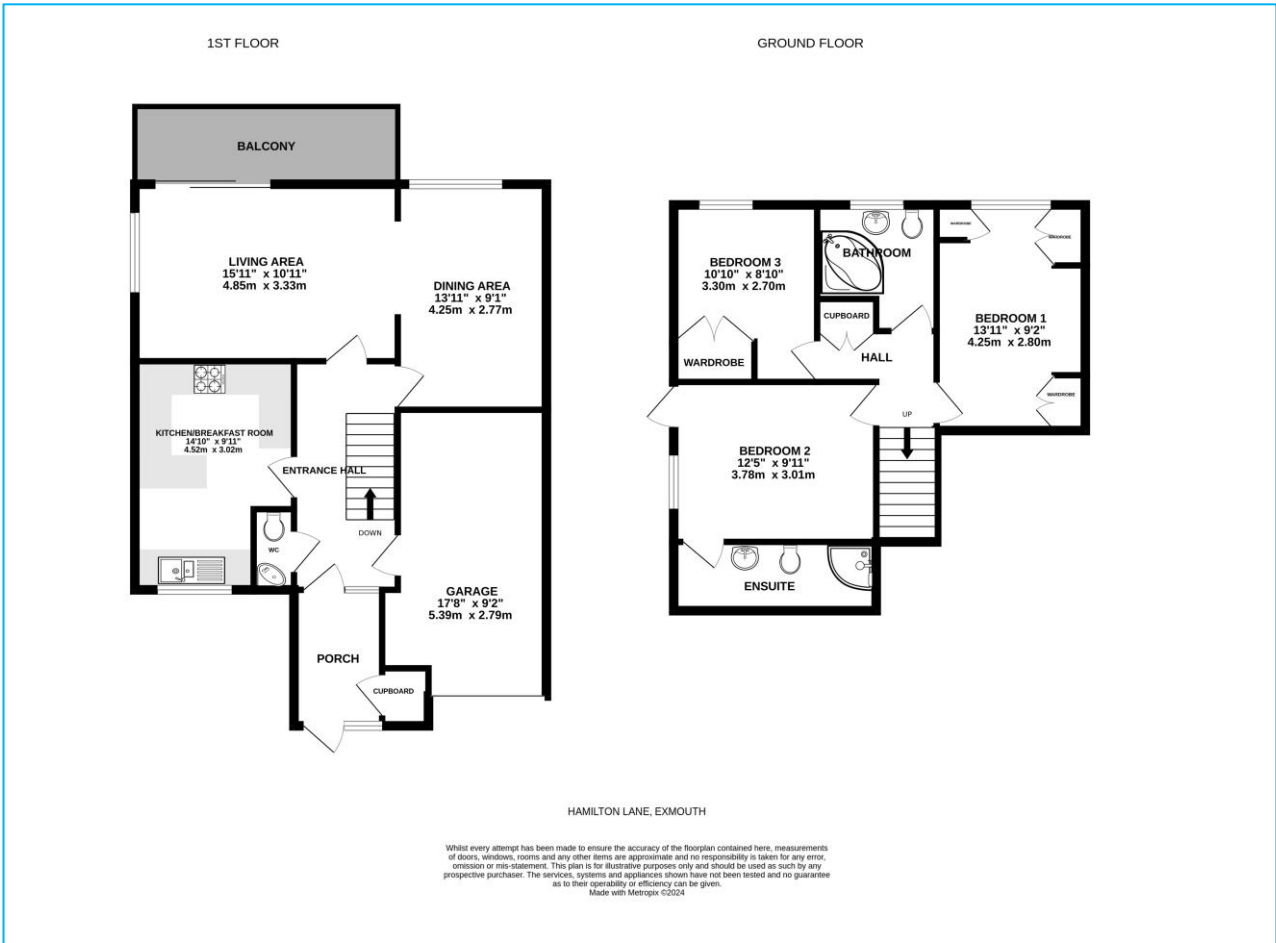 1ST FLOOR
BALCONY
LIVING AREA
15'11" x 10'11"
4.85m x 3.33m
DINING AREA
13'11" x 9'1"
4.25m x 2.77m
KITCHEN/BREAKFAST ROOM
14'10" x 9'11"
4.52m x 3.02m
ENTRANCE HALL
DOWN
WC
GARAGE
17'8" x 9'2"
5.39m x 2.79m
PORCH
CUPBOARD
GROUND FLOOR
BEDROOM 3
10'10" x 8'10"
3.30m x 2.70m
WARDROBE
BATHROOM
CUPBOARD
HALL
WARDROBE
WARDROBE
BEDROOM 1
13'11" x 9'2"
4.25m x 2.80m
WARDROBE
UP
BEDROOM 2
12'5" x 9'11"
3.78m x 3.01m
ENSUITE
HAMILTON LANE, EXMOUTH
Whilst every attempt has been made to ensure the accuracy of the floorplan contained here, measurements
of doors, windows, rooms and any other items are approximate and no responsibility is taken for any error,
omission or mis-statement. This plan is for illustrative purposes only and should be used as such by any
prospective purchaser. The services, systems and appliances shown have not been tested and no guarantee
as to their operability or efficiency can be given.
Made with Metropix ©2024